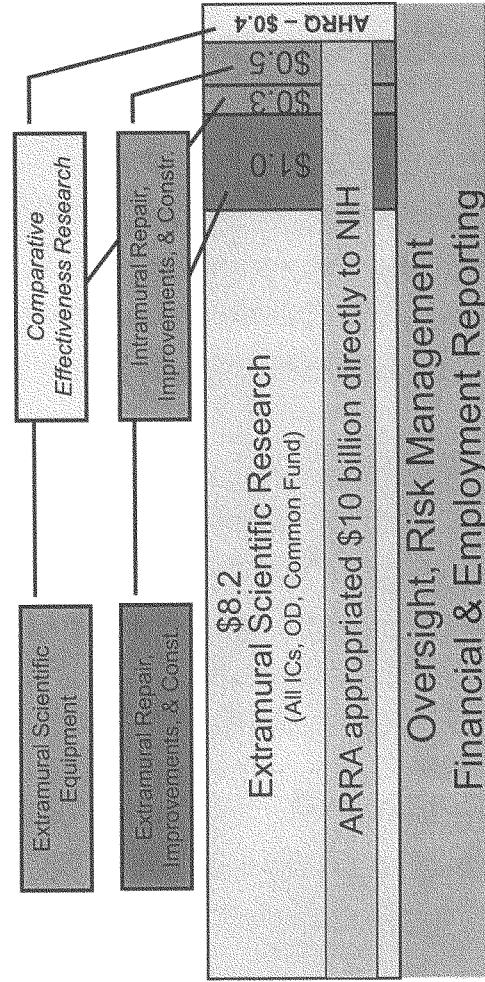 Extramural Scientific
Equipment
Comparative
Effectiveness Research
Extramural Repair,
Improvements, & Const.
Intramural Repair,
Improvements, & Constr.
$8.2
Extramural Scientific Research
(All ICs, OD, Common Fund)
$1.0
$0.3
$0.5
AHRQ – $0.4
ARRA appropriated $10 billion directly to NIH
Oversight, Risk Management
Financial & Employment Reporting